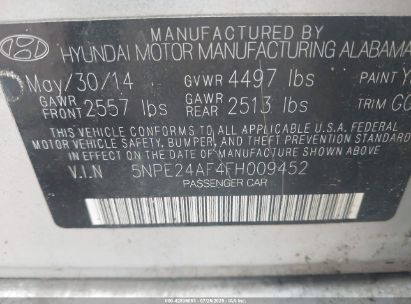 MANUFACTURED BY
HYUNDAI MOTOR MANUFACTURING ALABAMA
May/30/14 GVWR 4497 lbs PAINT Y
GAWR FRONT 2557 lbs GAWR REAR 2513 lbs TRIM GO
THIS VEHICLE CONFORMS TO ALL APPLICABLE U.S.A. FEDERAL
MOTOR VEHICLE SAFETY, BUMPER, AND THEFT PREVENTION STANDARD
IN EFFECT ON THE DATE OF MANUFACTURE SHOWN ABOVE.
V.I.N 5NPE24AF4FH009452
PASSENGER CAR